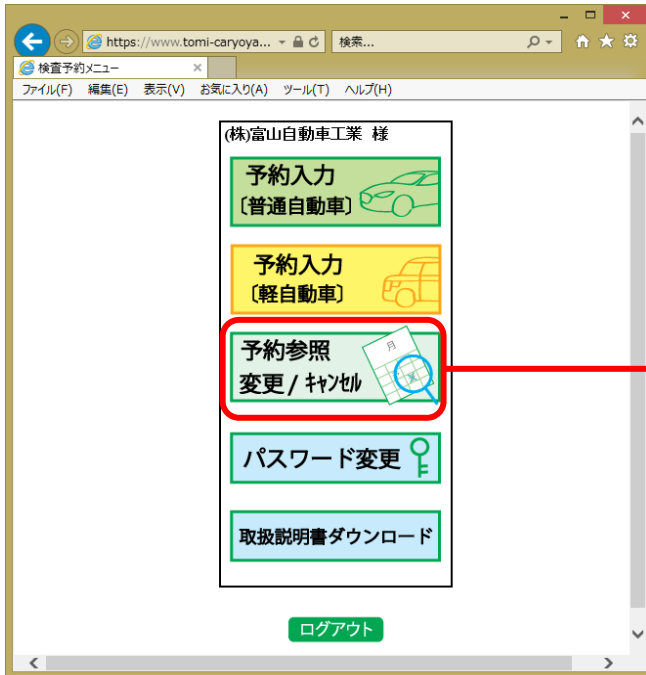 https://www.tomi-caryoya...
検索...
検査予約メニュー
ファイル(F) 編集(E) 表示(V) お気に入り(A) ツール(T) ヘルプ(H)
(株)富山自動車工業 様
予約入力
〔普通自動車〕
予約入力
〔軽自動車〕
予約参照
変更 / キャンセル
月
パスワード変更
取扱説明書ダウンロード
ログアウト